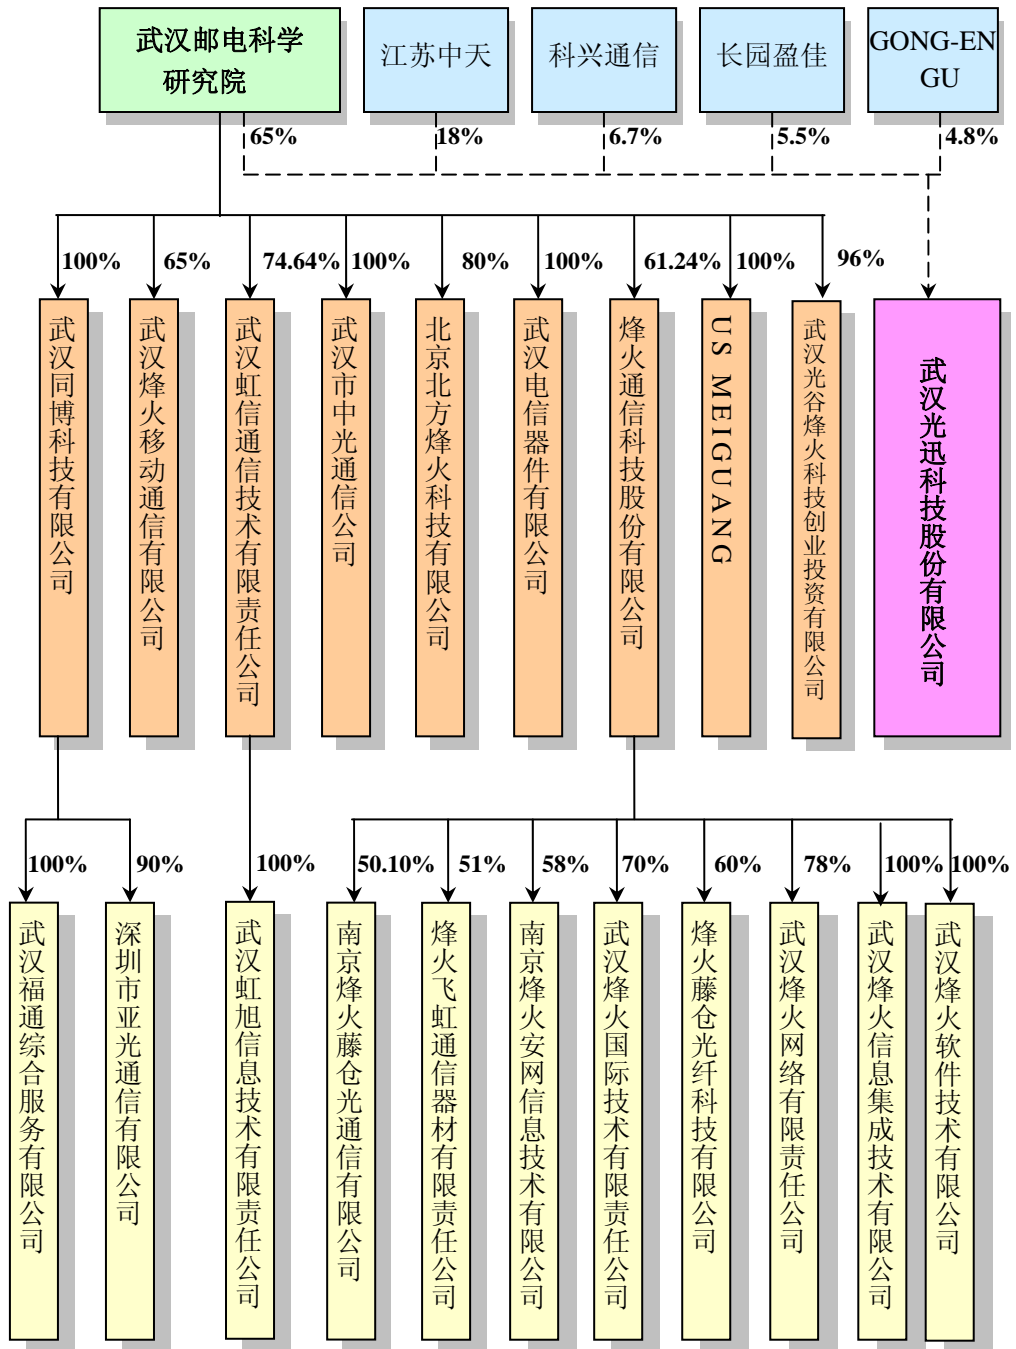 武汉邮电科学
研究院
江苏中天
科兴通信
长园盈佳
GONG-EN
GU
65%
18%
6.7%
5.5%
4.8%
100%
65%
74.64%
100%
80%
100%
61.24%
100%
96%
武汉同博科技有限公司
武汉烽火移动通信有限公司
武汉虹信通信技术有限责任公司
武汉市中光通信公司
北京北方烽火科技有限公司
武汉电信器件有限公司
烽火通信科技股份有限公司
US MEIGUANG
武汉光谷烽火科技创业投资有限公司
武汉光迅科技股份有限公司
100%
90%
100%
50.10%
51%
58%
70%
60%
78%
100%
100%
武汉福通综合服务有限公司
深圳市亚光通信有限公司
武汉虹旭信息技术有限责任公司
南京烽火藤仓光通信有限公司
烽火飞虹通信器材有限责任公司
南京烽火安网信息技术有限公司
武汉烽火国际技术有限责任公司
烽火藤仓光纤科技有限公司
武汉烽火网络有限责任公司
武汉烽火信息集成技术有限公司
武汉烽火软件技术有限公司